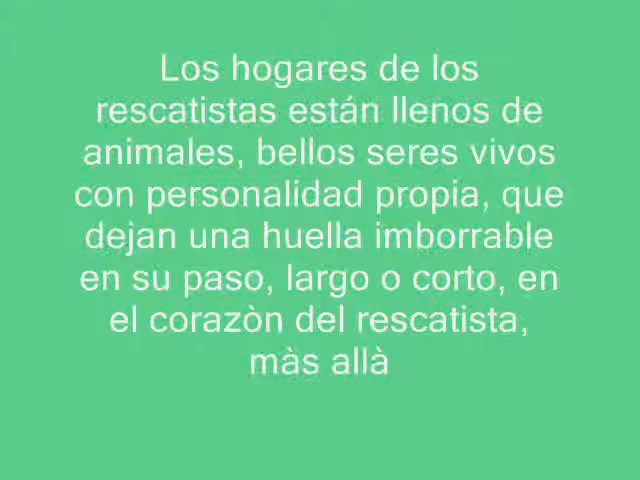 Los hogares de los
rescatistas están llenos de
animales, bellos seres vivos
con personalidad propia, que
dejan una huella imborrable
en su paso, largo o corto, en
el corazòn del rescatista,
màs allà